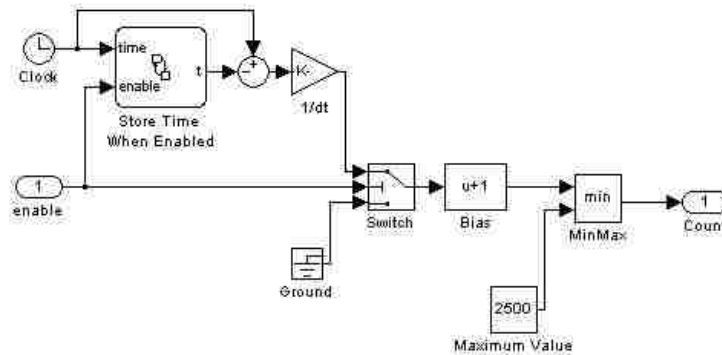 time
Clock
t
enable
-
+
-K-
1/dt
Store Time
When Enabled
1
enable
Switch
u+1
Bias
min
MinMax
1
Count
Ground
2500
Maximum Value